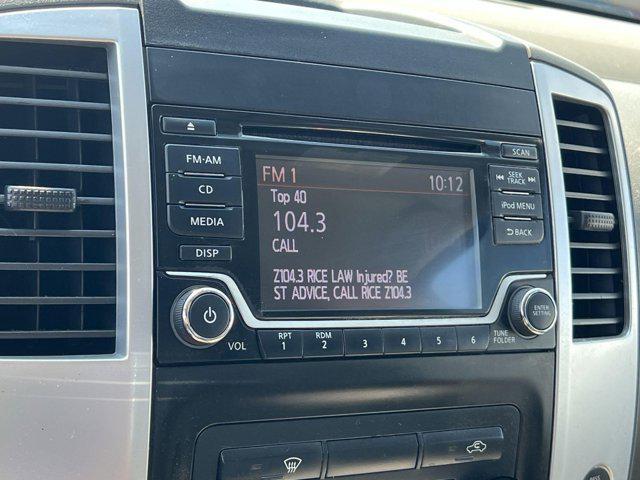 SCAN
FM·AM
CD
MEDIA
DISP
FM 1
10:12
Top 40
104.3
CALL
Z104.3 RICE LAW Injured? BE
ST ADVICE, CALL RICE Z104.3
SEEK
TRACK
iPod MENU
BACK
VOL
RPT
1
RDM
2
3
4
5
6
TUNE
FOLDER
ENTER
SETTING